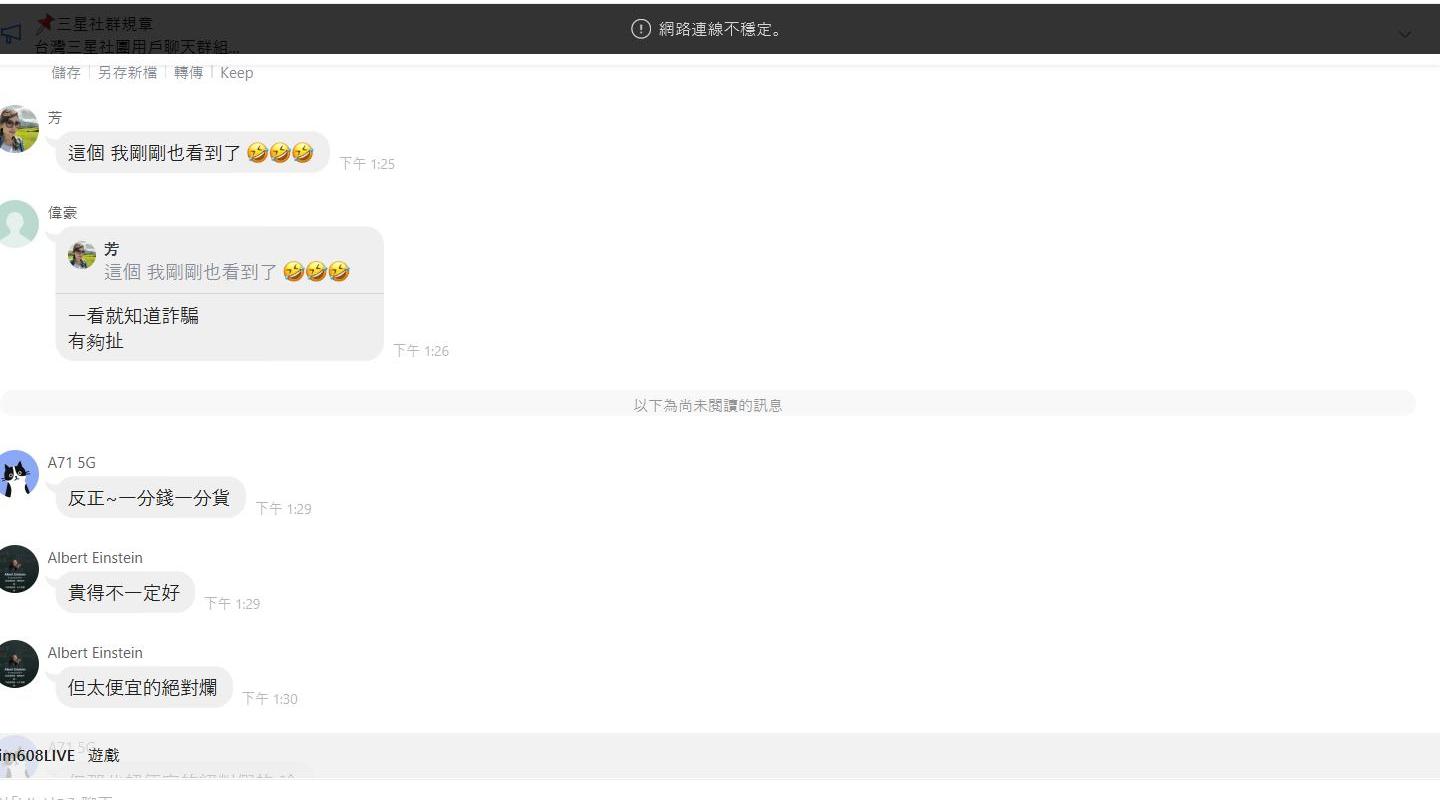 📌三星社群規章
台灣三星社團用戶聊天群組...
網路連線不穩定。
儲存 | 另存新檔 | 轉傳 | Keep
芳
這個 我剛剛也看到了 🤣🤣🤣
下午 1:25
偉豪
芳
這個 我剛剛也看到了 🤣🤣🤣
一看就知道詐騙
有夠扯
下午 1:26
以下為尚未閱讀的訊息
A71 5G
反正~一分錢一分貨
下午 1:29
Albert Einstein
貴得不一定好
下午 1:29
Albert Einstein
但太便宜的絕對爛
下午 1:30
A71 5G
im608LIVE 遊戲